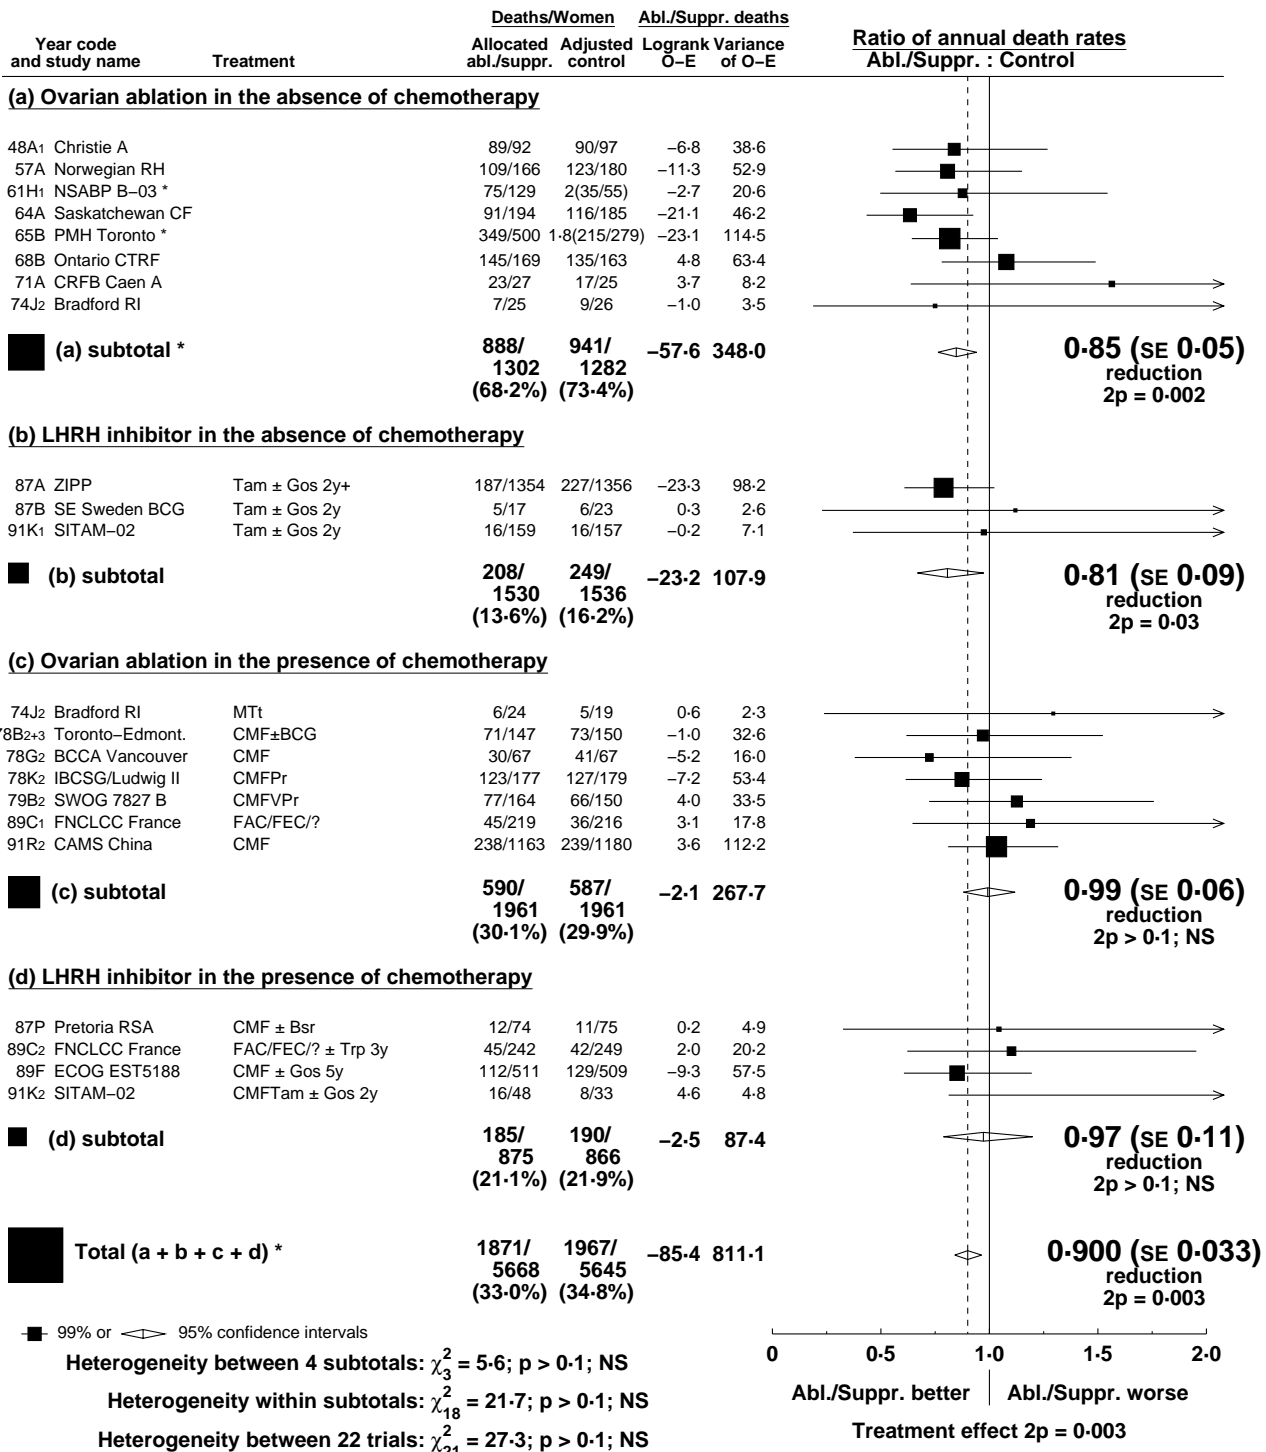 Deaths/Women Abl./Suppr. deaths
Year code and study name Treatment Allocated abl./suppr. Adjusted control Logrank O–E Variance of O–E Ratio of annual death rates Abl./Suppr. : Control
(a) Ovarian ablation in the absence of chemotherapy
48A1 Christie A 89/92 90/97 –6·8 38·6
57A Norwegian RH 109/166 123/180 –11·3 52·9
61H1 NSABP B–03 * 75/129 2(35/55) –2·7 20·6
64A Saskatchewan CF 91/194 116/185 –21·1 46·2
65B PMH Toronto * 349/500 1·8(215/279) –23·1 114·5
68B Ontario CTRF 145/169 135/163 4·8 63·4
71A CRFB Caen A 23/27 17/25 3·7 8·2
74J2 Bradford RI 7/25 9/26 –1·0 3·5
(a) subtotal * 888/1302 (68·2%) 941/1282 (73·4%) –57·6 348·0 0·85 (SE 0·05)
reduction
2p = 0·002
(b) LHRH inhibitor in the absence of chemotherapy
87A ZIPP Tam ± Gos 2y+ 187/1354 227/1356 –23·3 98·2
87B SE Sweden BCG Tam ± Gos 2y 5/17 6/23 0·3 2·6
91K1 SITAM–02 Tam ± Gos 2y 16/159 16/157 –0·2 7·1
(b) subtotal 208/1530 (13·6%) 249/1536 (16·2%) –23·2 107·9 0·81 (SE 0·09)
reduction
2p = 0·03
(c) Ovarian ablation in the presence of chemotherapy
74J2 Bradford RI MTt 6/24 5/19 0·6 2·3
78B2+3 Toronto–Edmont. CMF±BCG 71/147 73/150 –1·0 32·6
78G2 BCCA Vancouver CMF 30/67 41/67 –5·2 16·0
78K2 IBCSG/Ludwig II CMFPr 123/177 127/179 –7·2 53·4
79B2 SWOG 7827 B CMFVPr 77/164 66/150 4·0 33·5
89C1 FNCLCC France FAC/FEC/? 45/219 36/216 3·1 17·8
91R2 CAMS China CMF 238/1163 239/1180 3·6 112·2
(c) subtotal 590/1961 (30·1%) 587/1961 (29·9%) –2·1 267·7 0·99 (SE 0·06)
reduction
2p > 0·1; NS
(d) LHRH inhibitor in the presence of chemotherapy
87P Pretoria RSA CMF ± Bsr 12/74 11/75 0·2 4·9
89C2 FNCLCC France FAC/FEC/? ± Trp 3y 45/242 42/249 2·0 20·2
89F ECOG EST5188 CMF ± Gos 5y 112/511 129/509 –9·3 57·5
91K2 SITAM–02 CMFTam ± Gos 2y 16/48 8/33 4·6 4·8
(d) subtotal 185/875 (21·1%) 190/866 (21·9%) –2·5 87·4 0·97 (SE 0·11)
reduction
2p > 0·1; NS
Total (a + b + c + d) * 1871/5668 (33·0%) 1967/5645 (34·8%) –85·4 811·1 0·900 (SE 0·033)
reduction
2p = 0·003
99% or 95% confidence intervals
0 0·5 1·0 1·5 2·0
Heterogeneity between 4 subtotals: χ²₃ = 5·6; p > 0·1; NS
Abl./Suppr. better Abl./Suppr. worse
Heterogeneity within subtotals: χ²₁₈ = 21·7; p > 0·1; NS
Treatment effect 2p = 0·003
Heterogeneity between 22 trials: χ²₂₁ = 27·3; p > 0·1; NS